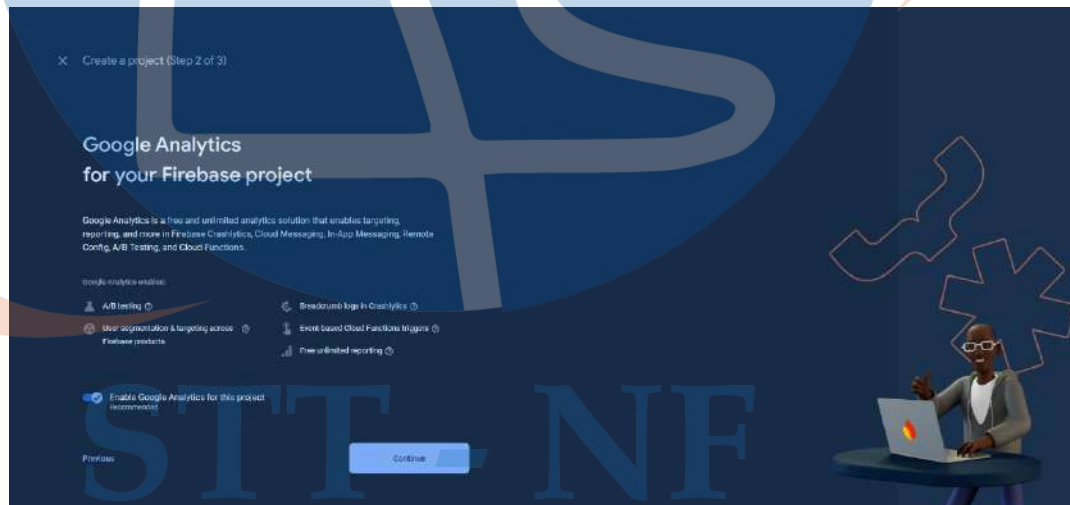 Create a project (Step 2 of 3)
Google Analytics
for your Firebase project
Google Analytics is a free and unlimited analytics solution that enables targeting,
reporting, and more in Firebase Crashlytics, Cloud Messaging, In-App Messaging, Remote
Config, A/B Testing, and Cloud Functions.
Google Analytics enables:
A/B testing
Breadcrumb logs in Crashlytics
User segmentation & targeting across
Firebase products
Event-based Cloud Functions triggers
Free unlimited reporting
Enable Google Analytics for this project
Recommended
Previous
Continue
STT - NF